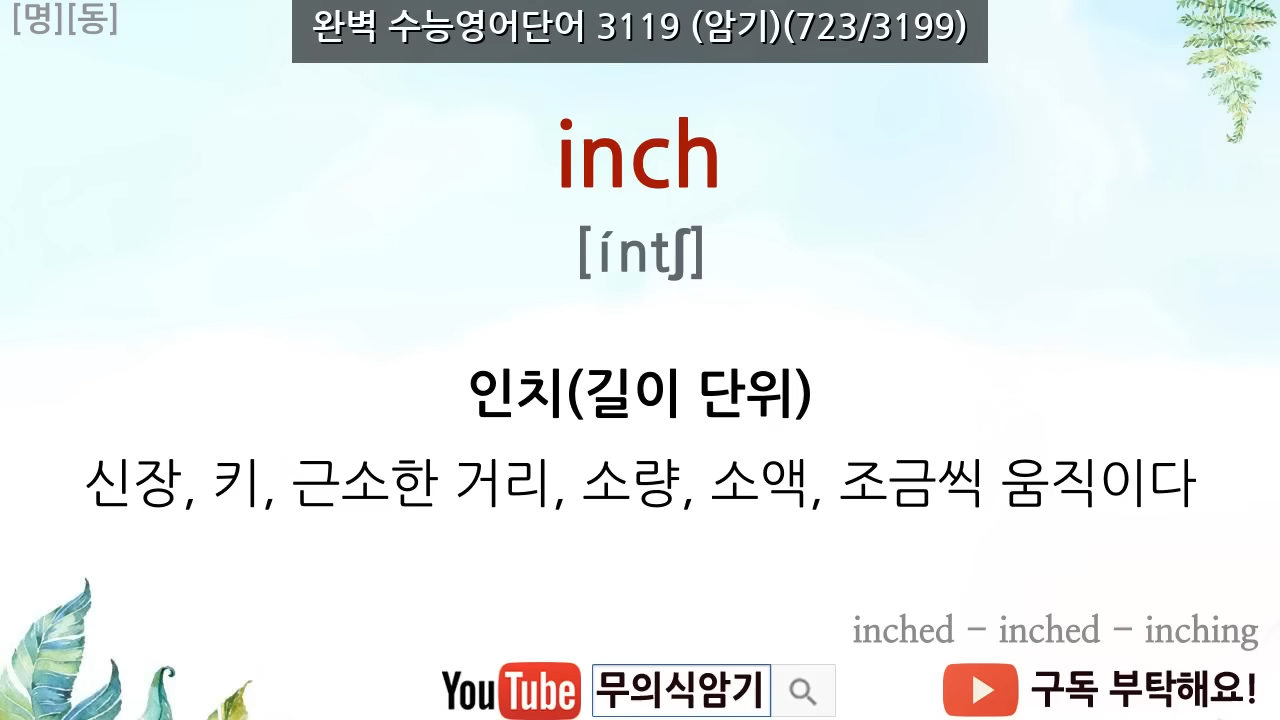 [명][동]
완벽 수능영어단어 3119 (암기)(723/3199)
inch
[íntʃ]
인치(길이 단위)
신장, 키, 근소한 거리, 소량, 소액, 조금씩 움직이다
inched - inched - inching
YouTube 무의식암기
구독 부탁해요!